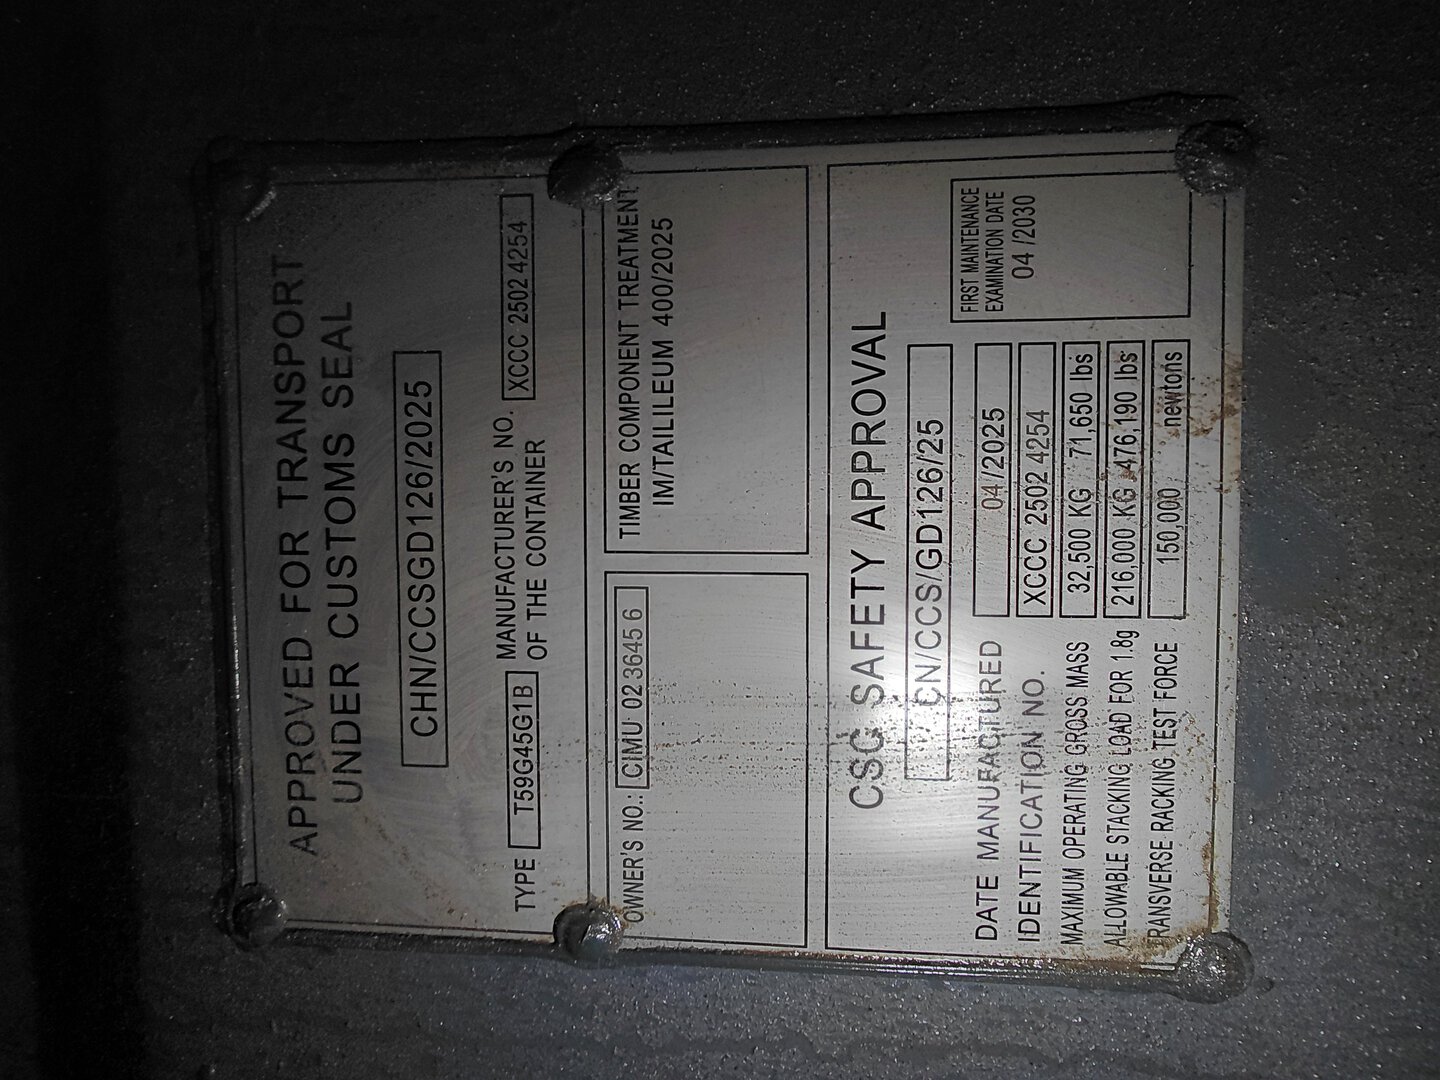 APPROVED FOR TRANSPORT
UNDER CUSTOMS SEAL
CHN/CCSGD126/2025
TYPE T59G45G1B MANUFACTURER'S NO. OF THE CONTAINER XCCC 2502 4254
OWNER'S NO.: CIMU 02 3645 6
TIMBER COMPONENT TREATMENT
IM/TAILILEUM 400/2025
CSC SAFETY APPROVAL
CN/CCS/GD126/25
DATE MANUFACTURED 04/2025
IDENTIFICATION NO. XCCC 2502 4254
MAXIMUM OPERATING GROSS MASS 32,500 KG 71,650 lbs
ALLOWABLE STACKING LOAD FOR 1.8g 216,000 KG 476,190 lbs
TRANSVERSE RACKING TEST FORCE 150,000 newtons
FIRST MAINTENANCE
EXAMINATION DATE
04 /2030